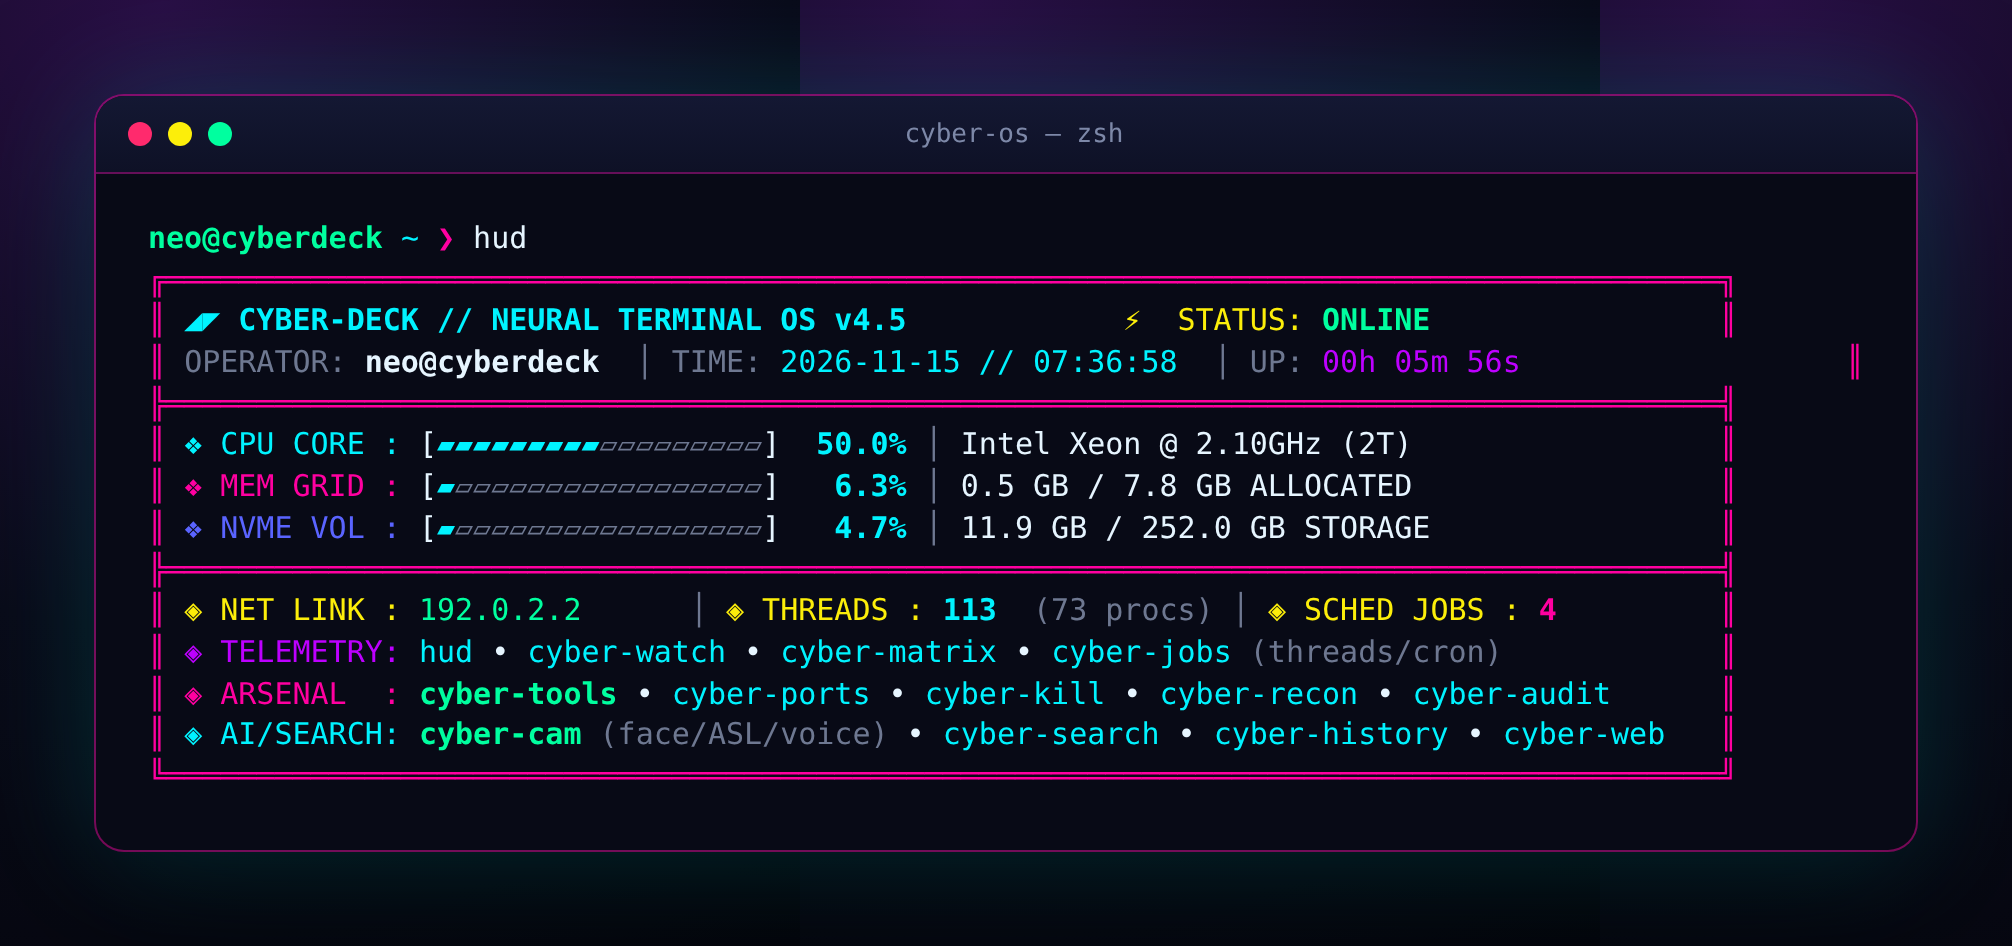 cyber-os — zsh
neo@cyberdeck ~ ❯ hud
◢◤ CYBER-DECK // NEURAL TERMINAL OS v4.5 ⚡ STATUS: ONLINE
OPERATOR: neo@cyberdeck │ TIME: 2026-11-15 // 07:36:58 │ UP: 00h 05m 56s
❖ CPU CORE : [▰▰▰▰▰▰▰▰▰▱▱▱▱▱▱▱▱▱] 50.0% │ Intel Xeon @ 2.10GHz (2T)
❖ MEM GRID : [▰▱▱▱▱▱▱▱▱▱▱▱▱▱▱▱▱▱] 6.3% │ 0.5 GB / 7.8 GB ALLOCATED
❖ NVME VOL : [▰▱▱▱▱▱▱▱▱▱▱▱▱▱▱▱▱▱] 4.7% │ 11.9 GB / 252.0 GB STORAGE
◈ NET LINK : 192.0.2.2 │ ◈ THREADS : 113 (73 procs) │ ◈ SCHED JOBS : 4
◈ TELEMETRY: hud • cyber-watch • cyber-matrix • cyber-jobs (threads/cron)
◈ ARSENAL : cyber-tools • cyber-ports • cyber-kill • cyber-recon • cyber-audit
◈ AI/SEARCH: cyber-cam (face/ASL/voice) • cyber-search • cyber-history • cyber-web